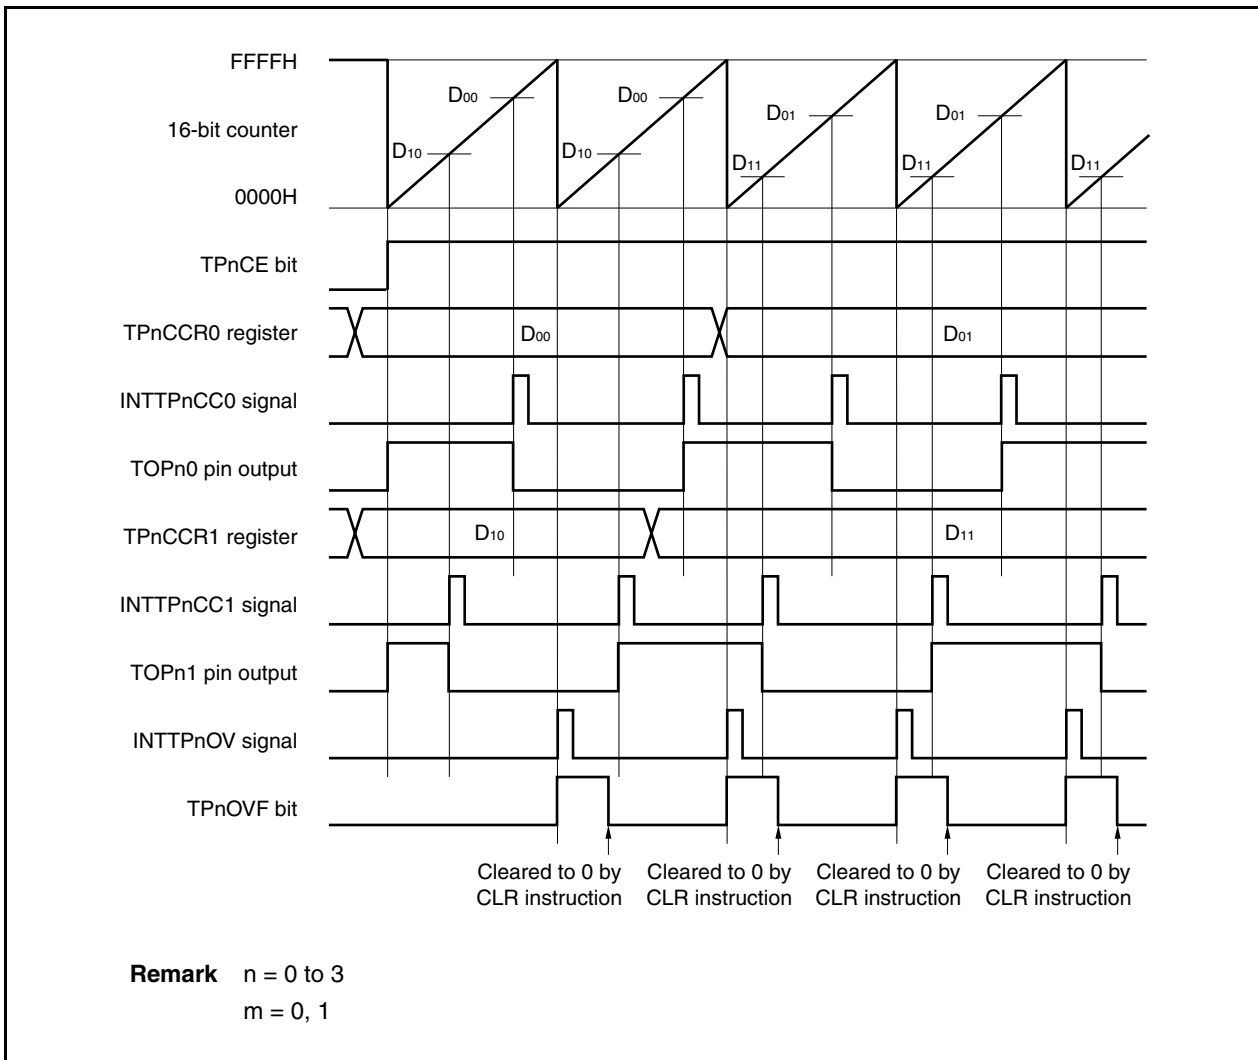 FFFFH
16-bit counter
0000H
D00 D00 D01 D01
D10 D10 D11 D11 D11
TPnCE bit
TPnCCR0 register D00 D01
INTTPnCC0 signal
TOPn0 pin output
TPnCCR1 register D10 D11
INTTPnCC1 signal
TOPn1 pin output
INTTPnOV signal
TPnOVF bit
Cleared to 0 by CLR instruction
Cleared to 0 by CLR instruction
Cleared to 0 by CLR instruction
Cleared to 0 by CLR instruction
Remark n = 0 to 3
m = 0, 1